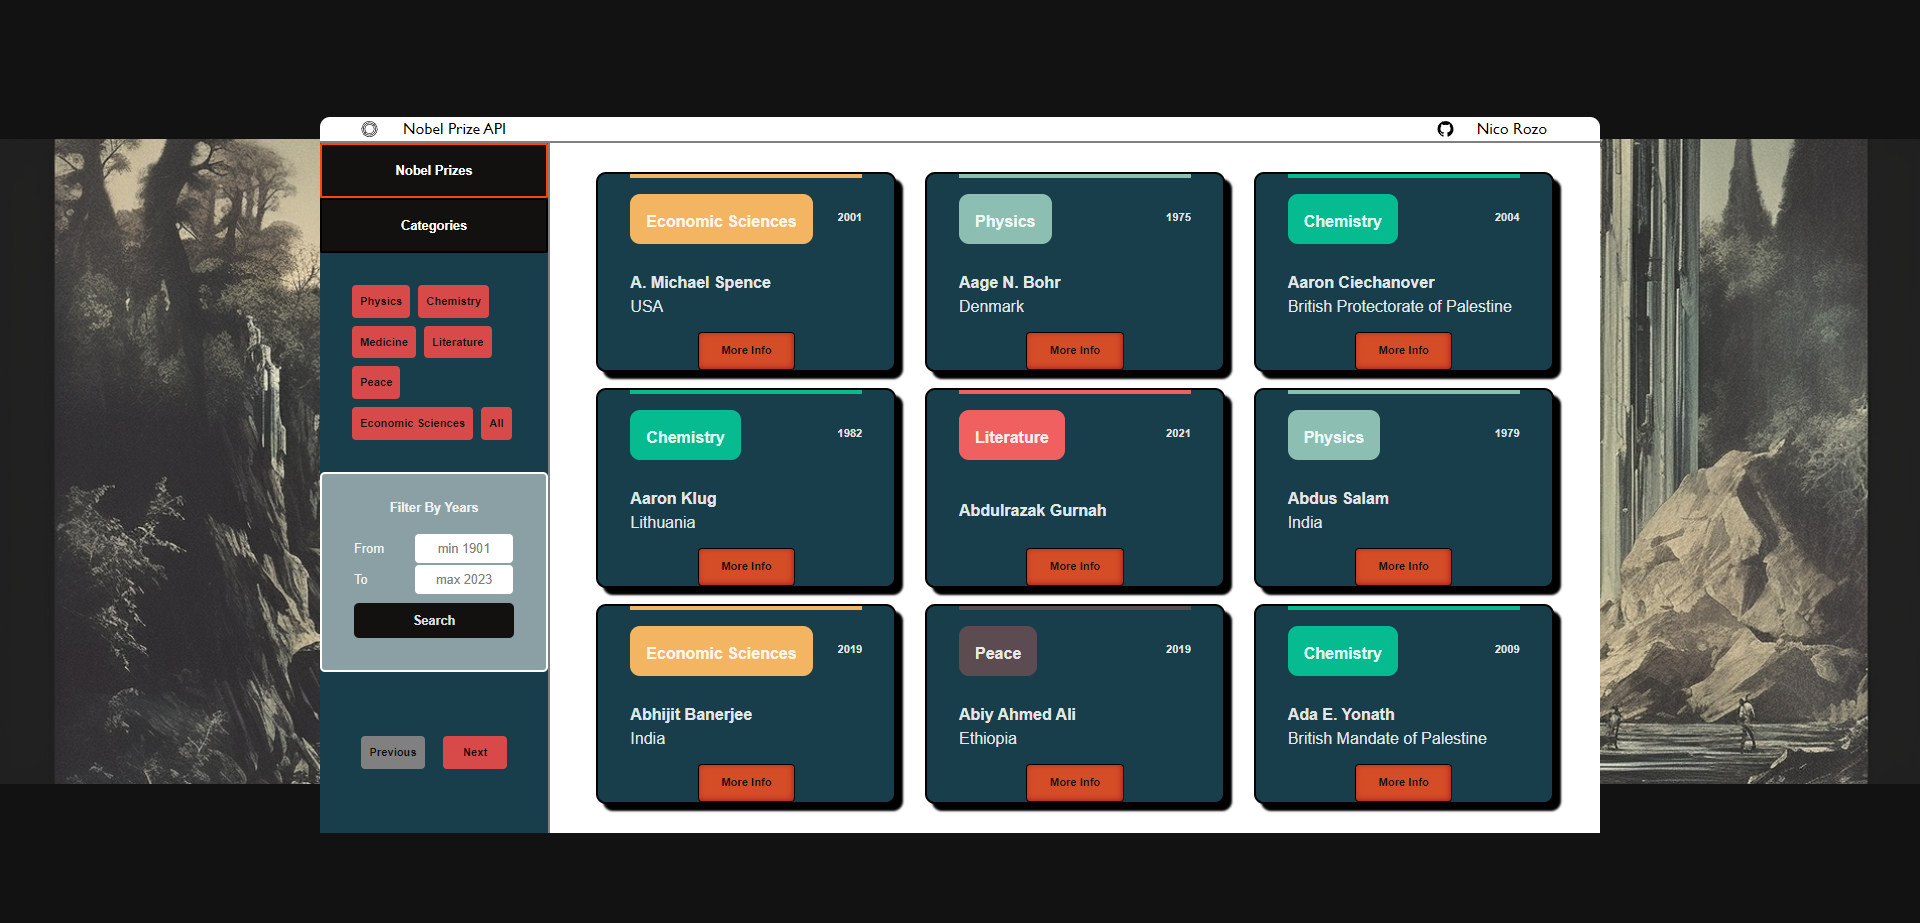 Nobel Prize API
Nico Rozo
Nobel Prizes
Categories
Physics
Chemistry
Medicine
Literature
Peace
Economic Sciences
All
Filter By Years
From
min 1901
To
max 2023
Search
Previous
Next
Economic Sciences
2001
A. Michael Spence
USA
More Info
Physics
1975
Aage N. Bohr
Denmark
More Info
Chemistry
2004
Aaron Ciechanover
British Protectorate of Palestine
More Info
Chemistry
1982
Aaron Klug
Lithuania
More Info
Literature
2021
Abdulrazak Gurnah
More Info
Physics
1979
Abdus Salam
India
More Info
Economic Sciences
2019
Abhijit Banerjee
India
More Info
Peace
2019
Abiy Ahmed Ali
Ethiopia
More Info
Chemistry
2009
Ada E. Yonath
British Mandate of Palestine
More Info